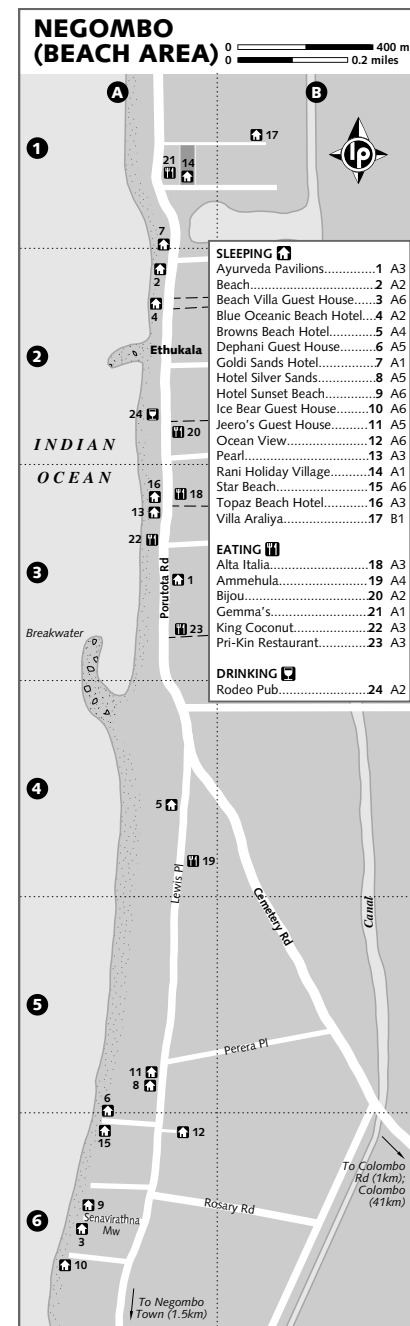 NEGOMBO
(BEACH AREA)
0 400 m
0 0.2 miles
A B
1
17
21 14
lp
7
2
4
SLEEPING
Ayurveda Pavilions..............1 A3
Beach..............................2 A2
Beach Villa Guest House.....3 A6
Blue Oceanic Beach Hotel...4 A2
Browns Beach Hotel...........5 A4
Dephani Guest House.........6 A5
Goldi Sands Hotel..............7 A1
Hotel Silver Sands..............8 A5
Hotel Sunset Beach............9 A6
Ice Bear Guest House.......10 A6
Jeero's Guest House.........11 A5
Ocean View....................12 A6
Pearl..............................13 A3
Rani Holiday Village.........14 A1
Star Beach......................15 A6
Topaz Beach Hotel...........16 A3
Villa Araliya.....................17 B1
EATING
Alta Italia........................18 A3
Ammehula......................19 A4
Bijou..............................20 A2
Gemma's........................21 A1
King Coconut..................22 A3
Pri-Kin Restaurant............23 A3
DRINKING
Rodeo Pub......................24 A2
2
Ethukala
24
20
INDIAN
OCEAN
16
18
13
22
3
Porutota Rd
1
23
Breakwater
4
5
19
Lewis Pl
Cemetery Rd
Canal
5
Perera Pl
11
8
6
15
12
To Colombo
Rd (1km);
Colombo
(41km)
6
9
Senavirathna
Mw
3
Rosary Rd
10
To Negombo
Town (1.5km)